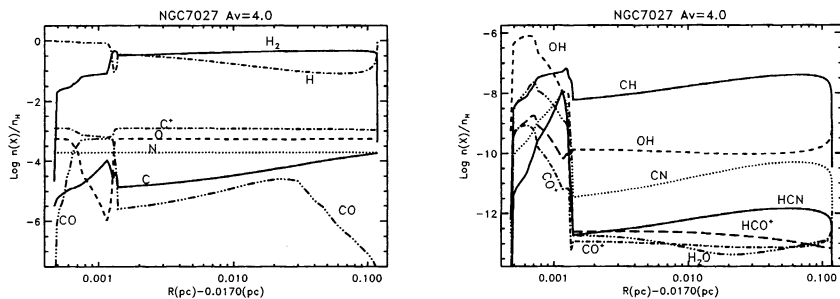 NGC7027 Av=4.0
0
-2
-4
-6
Log n(X)/n_H
H₂
H
C⁺
O
N
C
CO
CO
0.001
0.010
0.100
R(pc)-0.0170(pc)
NGC7027 Av=4.0
-6
-8
-10
-12
Log n(X)/n_H
OH
CH
OH
CN
CO
HCN
HCO⁺
CO⁺
H₂O
0.001
0.010
0.100
R(pc)-0.0170(pc)